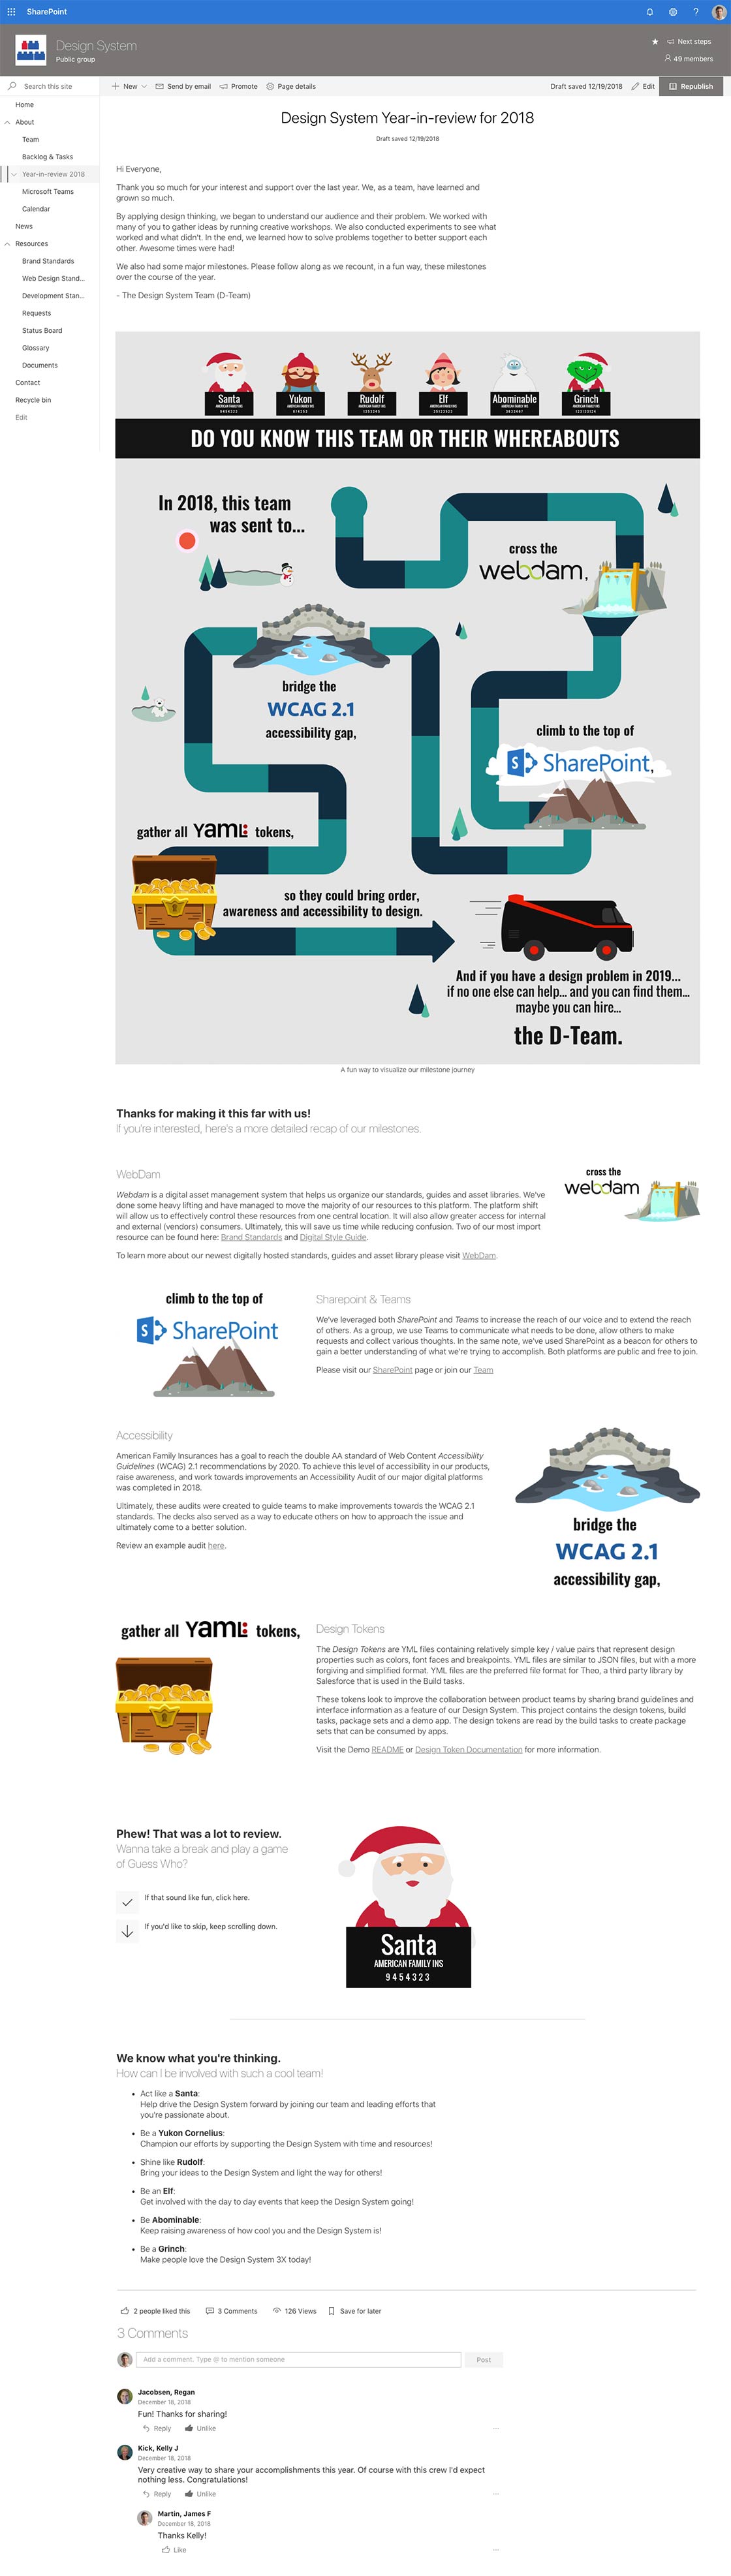 SharePoint
Design System
Public group
Next steps
49 members
Search this site
New
Send by email
Promote
Page details
Draft saved 12/19/2018
Edit
Republish
Home
About
Team
Backlog & Tasks
Year-in-review 2018
Microsoft Teams
Calendar
News
Resources
Brand Standards
Web Design Stand...
Development Stan...
Requests
Status Board
Glossary
Documents
Contact
Recycle bin
Edit
Design System Year-in-review for 2018
Draft saved 12/19/2018
Hi Everyone,
Thank you so much for your interest and support over the last year. We, as a team, have learned and
grown so much.
By applying design thinking, we began to understand our audience and their problem. We worked with
many of you to gather ideas by running creative workshops. We also conducted experiments to see what
worked and what didn't. In the end, we learned how to solve problems together to better support each
other. Awesome times were had!
We also had some major milestones. Please follow along as we recount, in a fun way, these milestones
over the course of the year.
- The Design System Team (D-Team)
Santa
AMERICAN FAMILY INS
9454323
Yukon
AMERICAN FAMILY INS
Rudolf
AMERICAN FAMILY INS
Elf
AMERICAN FAMILY INS
Abominable
AMERICAN FAMILY INS
Grinch
AMERICAN FAMILY INS
DO YOU KNOW THIS TEAM OR THEIR WHEREABOUTS
In 2018, this team
was sent to...
cross the
webdam,
bridge the
WCAG 2.1
accessibility gap,
climb to the top of
SharePoint,
gather all YAML tokens,
so they could bring order,
awareness and accessibility to design.
And if you have a design problem in 2019...
if no one else can help... and you can find them...
maybe you can hire...
the D-Team.
A fun way to visualize our milestone journey
Thanks for making it this far with us!
If you're interested, here's a more detailed recap of our milestones.
WebDam
Webdam is a digital asset management system that helps us organize our standards, guides and asset libraries. We've
done some heavy lifting and have managed to move the majority of our resources to this platform. The platform shift
will allow us to effectively control these resources from one central location. It will also allow greater access for internal
and external (vendors) consumers. Ultimately, this will save us time while reducing confusion. Two of our most import
resource can be found here: Brand Standards and Digital Style Guide.
To learn more about our newest digitally hosted standards, guides and asset library please visit WebDam.
cross the
webdam
climb to the top of
SharePoint
Sharepoint & Teams
We've leveraged both SharePoint and Teams to increase the reach of our voice and to extend the reach
of others. As a group, we use Teams to communicate what needs to be done, allow others to make
requests and collect various thoughts. In the same note, we've used SharePoint as a beacon for others to
gain a better understanding of what we're trying to accomplish. Both platforms are public and free to join.
Please visit our SharePoint page or join our Team
Accessibility
American Family Insurances has a goal to reach the double AA standard of Web Content Accessibility
Guidelines (WCAG) 2.1 recommendations by 2020. To achieve this level of accessibility in our products,
raise awareness, and work towards improvements an Accessibility Audit of our major digital platforms
was completed in 2018.
Ultimately, these audits were created to guide teams to make improvements towards the WCAG 2.1
standards. The decks also served as a way to educate others on how to approach the issue and
ultimately come to a better solution.
Review an example audit here.
bridge the
WCAG 2.1
accessibility gap,
gather all YAML tokens,
Design Tokens
The Design Tokens are YML files containing relatively simple key / value pairs that represent design
properties such as colors, font faces and breakpoints. YML files are similar to JSON files, but with a more
forgiving and simplified format. YML files are the preferred file format for Theo, a third party library by
Salesforce that is used in the Build tasks.
These tokens look to improve the collaboration between product teams by sharing brand guidelines and
interface information as a feature of our Design System. This project contains the design tokens, build
tasks, package sets and a demo app. The design tokens are read by the build tasks to create package
sets that can be consumed by apps.
Visit the Demo README or Design Token Documentation for more information.
Phew! That was a lot to review.
Wanna take a break and play a game
of Guess Who?
If that sound like fun, click here.
If you'd like to skip, keep scrolling down.
Santa
AMERICAN FAMILY INS
9454323
We know what you're thinking.
How can I be involved with such a cool team!
• Act like a Santa:
Help drive the Design System forward by joining our team and leading efforts that
you're passionate about.
• Be a Yukon Cornelius:
Champion our efforts by supporting the Design System with time and resources!
• Shine like Rudolf:
Bring your ideas to the Design System and light the way for others!
• Be an Elf:
Get involved with the day to day events that keep the Design System going!
• Be Abominable:
Keep raising awareness of how cool you and the Design System is!
• Be a Grinch:
Make people love the Design System 3X today!
2 people liked this
3 Comments
126 Views
Save for later
3 Comments
Add a comment. Type @ to mention someone
Post
Jacobsen, Regan
December 18, 2018
Fun! Thanks for sharing!
Reply
Unlike
Kick, Kelly J
December 18, 2018
Very creative way to share your accomplishments this year. Of course with this crew I'd expect
nothing less. Congratulations!
Reply
Unlike
Martin, James F
December 18, 2018
Thanks Kelly!
Like